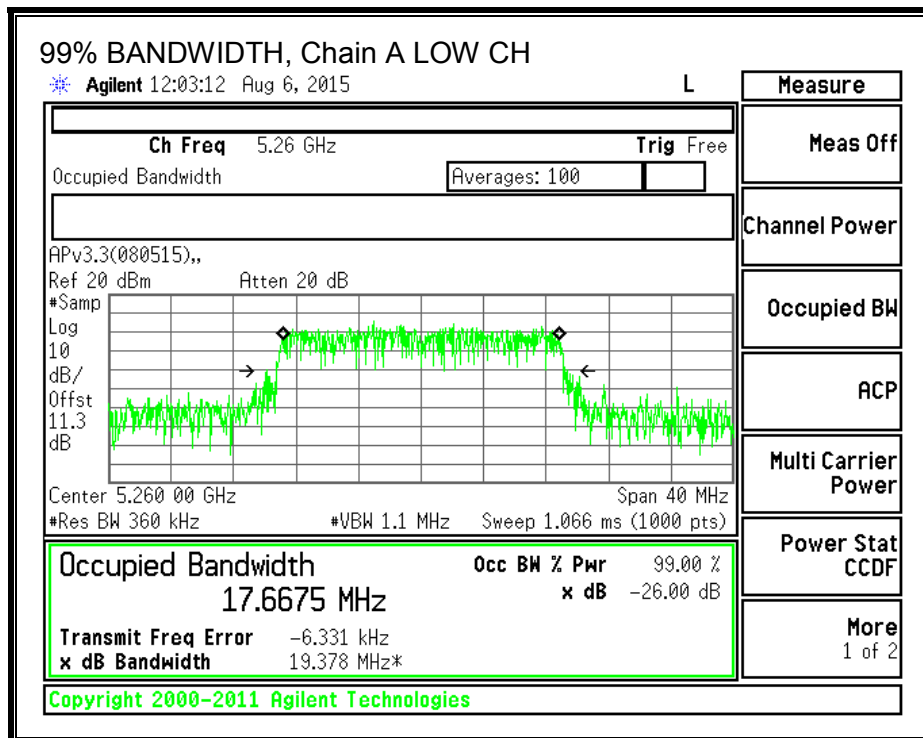 99% BANDWIDTH, Chain A LOW CH
Agilent 12:03:12 Aug 6, 2015 L
Measure
Ch Freq 5.26 GHz Trig Free
Meas Off
Occupied Bandwidth Averages: 100
Channel Power
APv3.3(080515),,
Ref 20 dBm Atten 20 dB
#Samp
Log
10
dB/
Offst
11.3
dB
Occupied BW
ACP
Multi Carrier
Power
Center 5.260 00 GHz Span 40 MHz
#Res BW 360 kHz #VBW 1.1 MHz Sweep 1.066 ms (1000 pts)
Power Stat
CCDF
Occupied Bandwidth Occ BW % Pwr 99.00 %
17.6675 MHz x dB -26.00 dB
Transmit Freq Error -6.331 kHz
x dB Bandwidth 19.378 MHz*
More
1 of 2
Copyright 2000-2011 Agilent Technologies